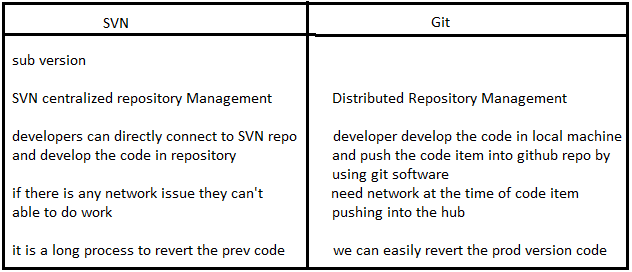 SVN
Git
sub version
SVN centralized repository Management
Distributed Repository Management
developers can directly connect to SVN repo
and develop the code in repository
developer develop the code in local machine
and push the code item into github repo by
using git software
if there is any network issue they can't
able to do work
need network at the time of code item
pushing into the hub
it is a long process to revert the prev code
we can easily revert the prod version code